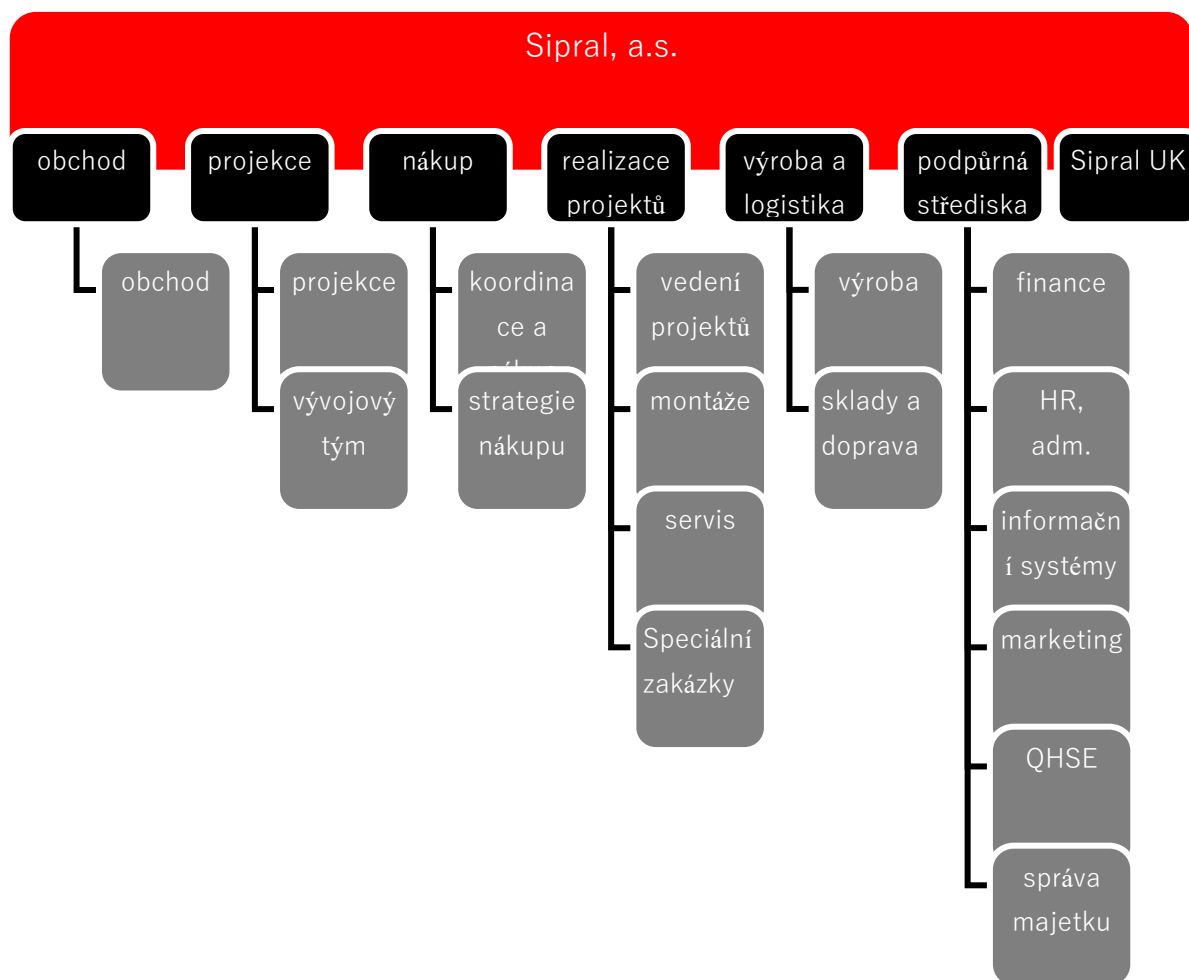 Sipral, a.s.
obchod
projekce
nákup
realizace
projektů
výroba a
logistika
podpůrná
střediska
Sipral UK
obchod
projekce
vývojový
tým
koordina
ce a
strategie
nákupu
vedení
projektů
montáže
servis
Speciální
zakázky
výroba
sklady a
doprava
finance
HR,
adm.
informačn
í systémy
marketing
QHSE
správa
majetku